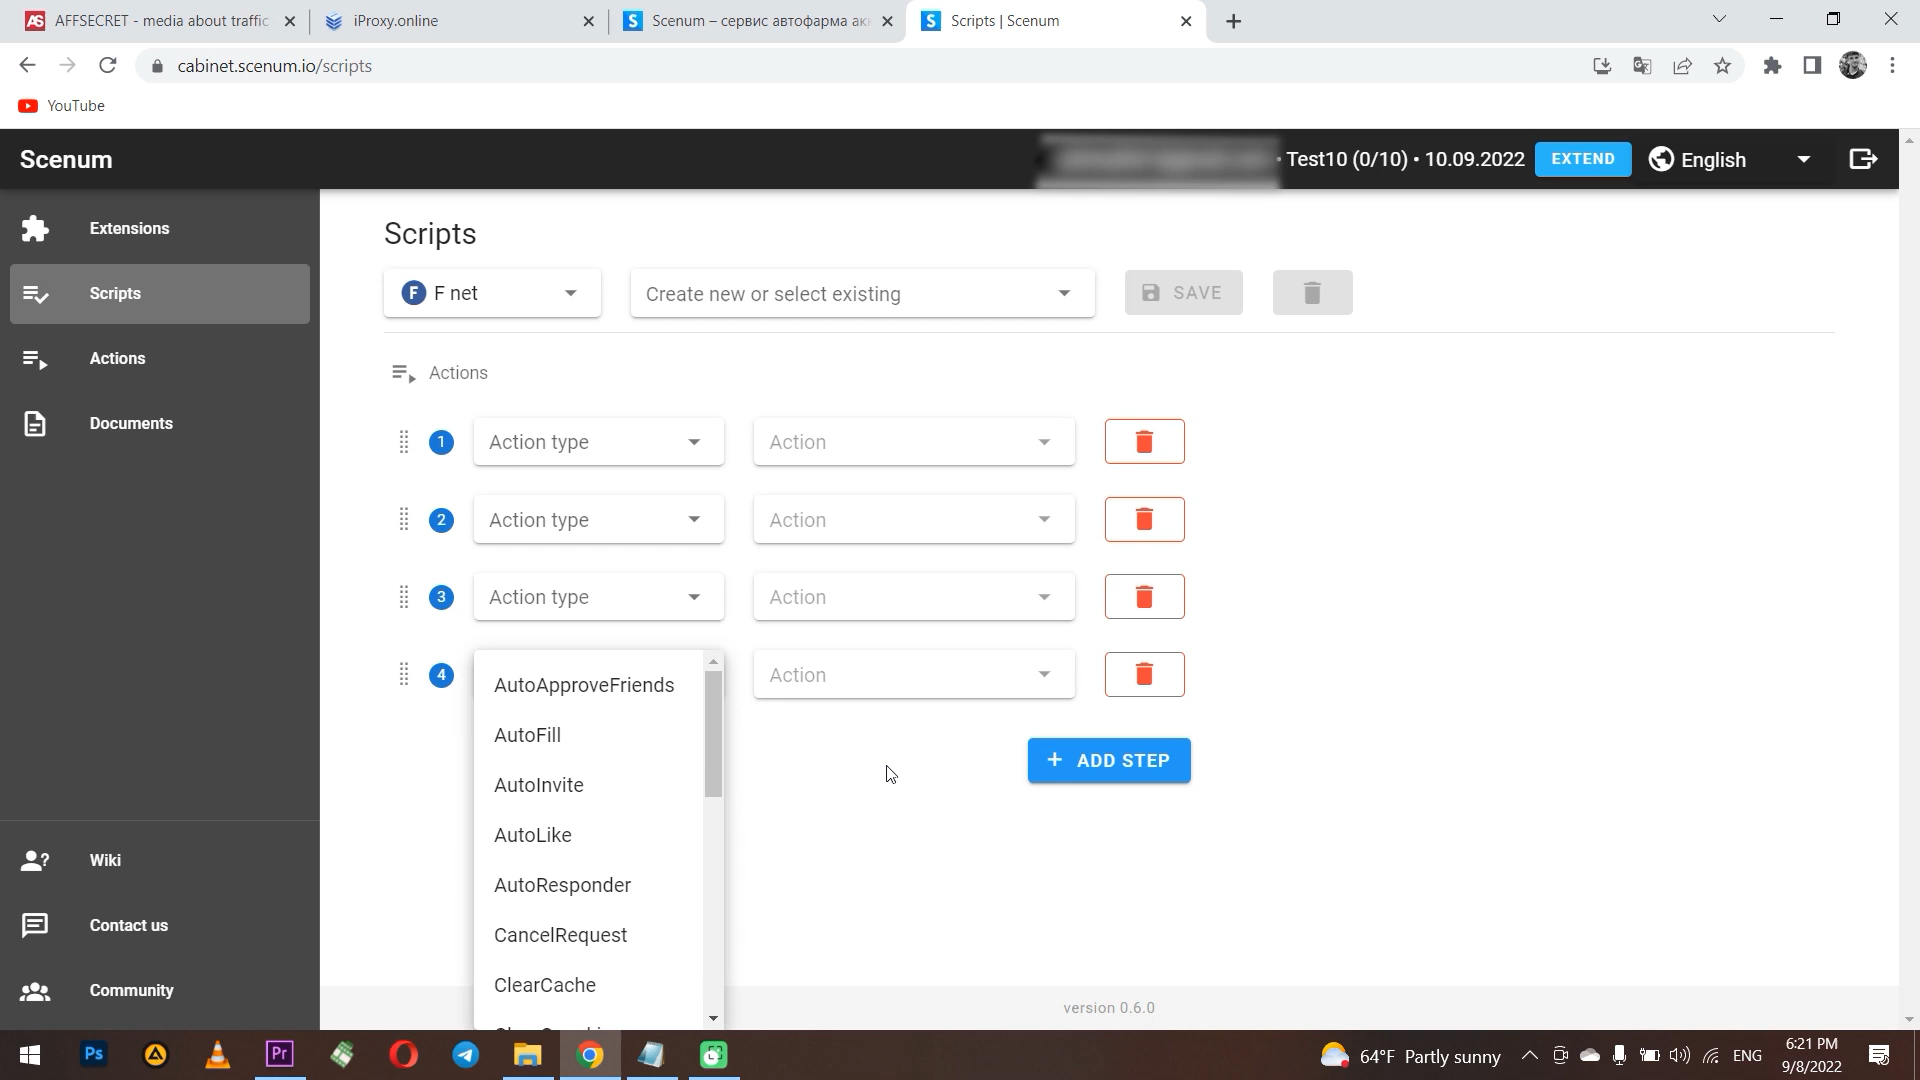 AFFSECRET - media about traffic
iProxy.online
Scenum – сервис автофарма ак
Scripts | Scenum
cabinet.scenum.io/scripts
YouTube
Scenum
• Test10 (0/10) • 10.09.2022
EXTEND
English
Extensions
Scripts
Actions
Documents
Wiki
Contact us
Community
Scripts
F net
Create new or select existing
SAVE
Actions
1 Action type Action
2 Action type Action
3 Action type Action
4 Action
AutoApproveFriends
AutoFill
AutoInvite
AutoLike
AutoResponder
CancelRequest
ClearCache
+ ADD STEP
version 0.6.0
64°F Partly sunny
ENG
6:21 PM
9/8/2022